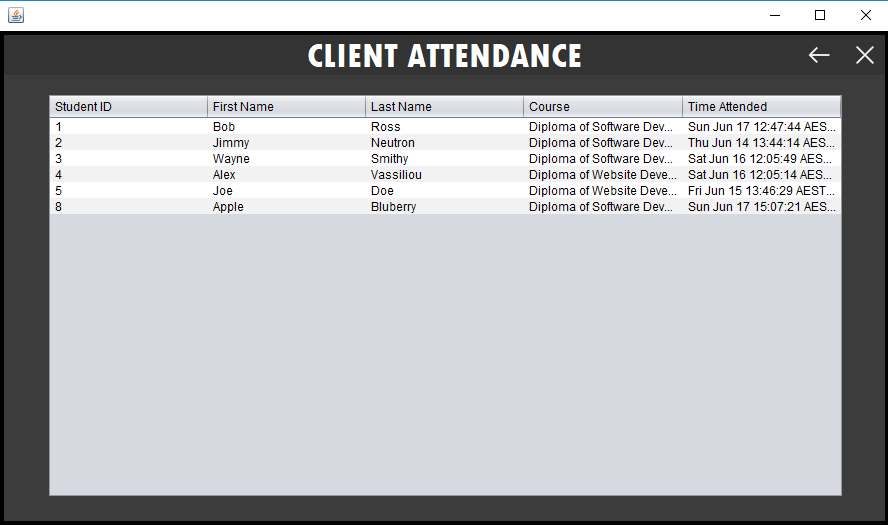 CLIENT ATTENDANCE
Student ID First Name Last Name Course Time Attended
1 Bob Ross Diploma of Software Dev... Sun Jun 17 12:47:44 AES...
2 Jimmy Neutron Diploma of Software Dev... Thu Jun 14 13:44:14 AES...
3 Wayne Smithy Diploma of Software Dev... Sat Jun 16 12:05:49 AES...
4 Alex Vassiliou Diploma of Website Deve... Sat Jun 16 12:05:14 AES...
5 Joe Doe Diploma of Website Deve... Fri Jun 15 13:46:29 AEST...
8 Apple Bluberry Diploma of Software Dev... Sun Jun 17 15:07:21 AES...